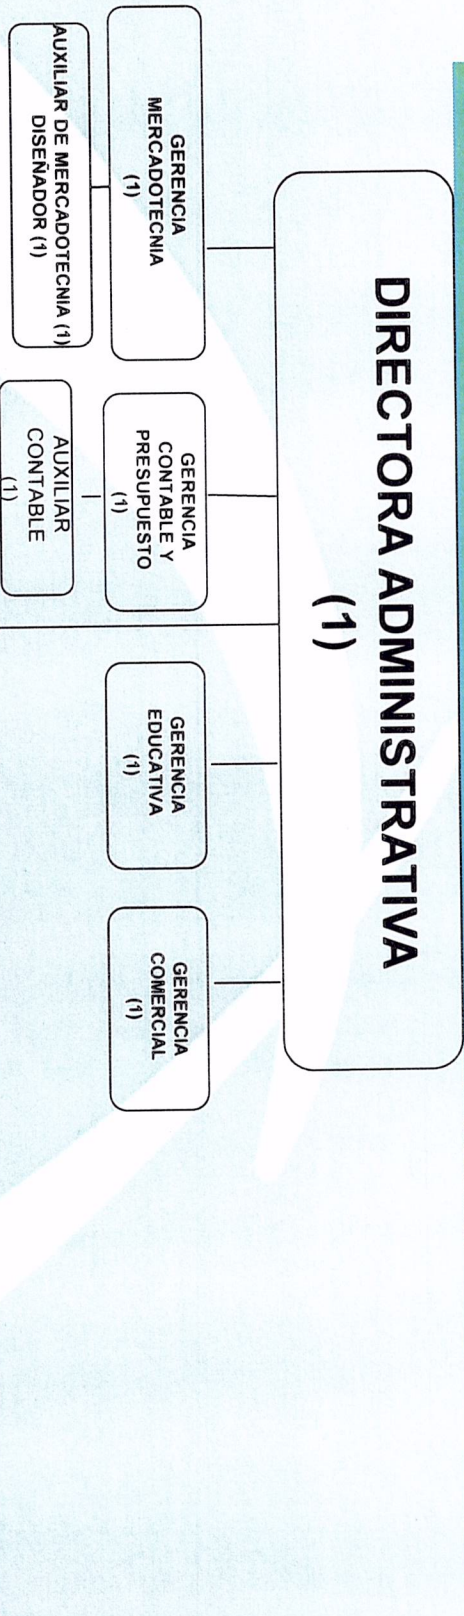 DIRECTORA ADMINISTRATIVA
(1)
GERENCIA
MERCADOTECNIA
(1)
GERENCIA
CONTABLE Y
PRESUPUESTO
(1)
GERENCIA
EDUCATIVA
(1)
GERENCIA
COMERCIAL
(1)
AUXILIAR DE MERCADOTECNIA (1)
DISEÑADOR (1)
AUXILIAR
CONTABLE
(1)